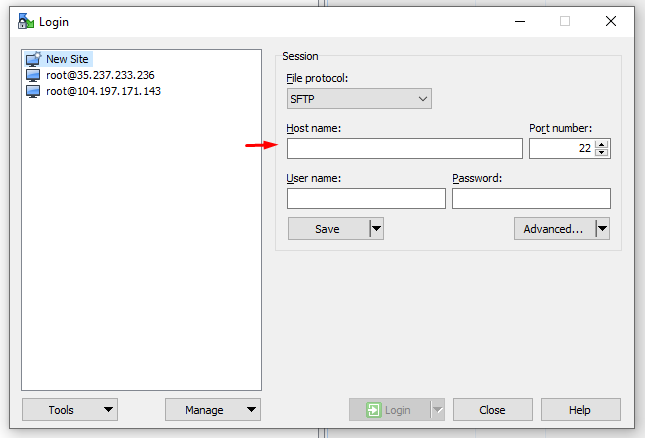 Login
New Site
root@35.237.233.236
root@104.197.171.143
Session
File protocol:
SFTP
Host name:
Port number:
22
User name:
Password:
Save
Advanced...
Tools
Manage
Login
Close
Help